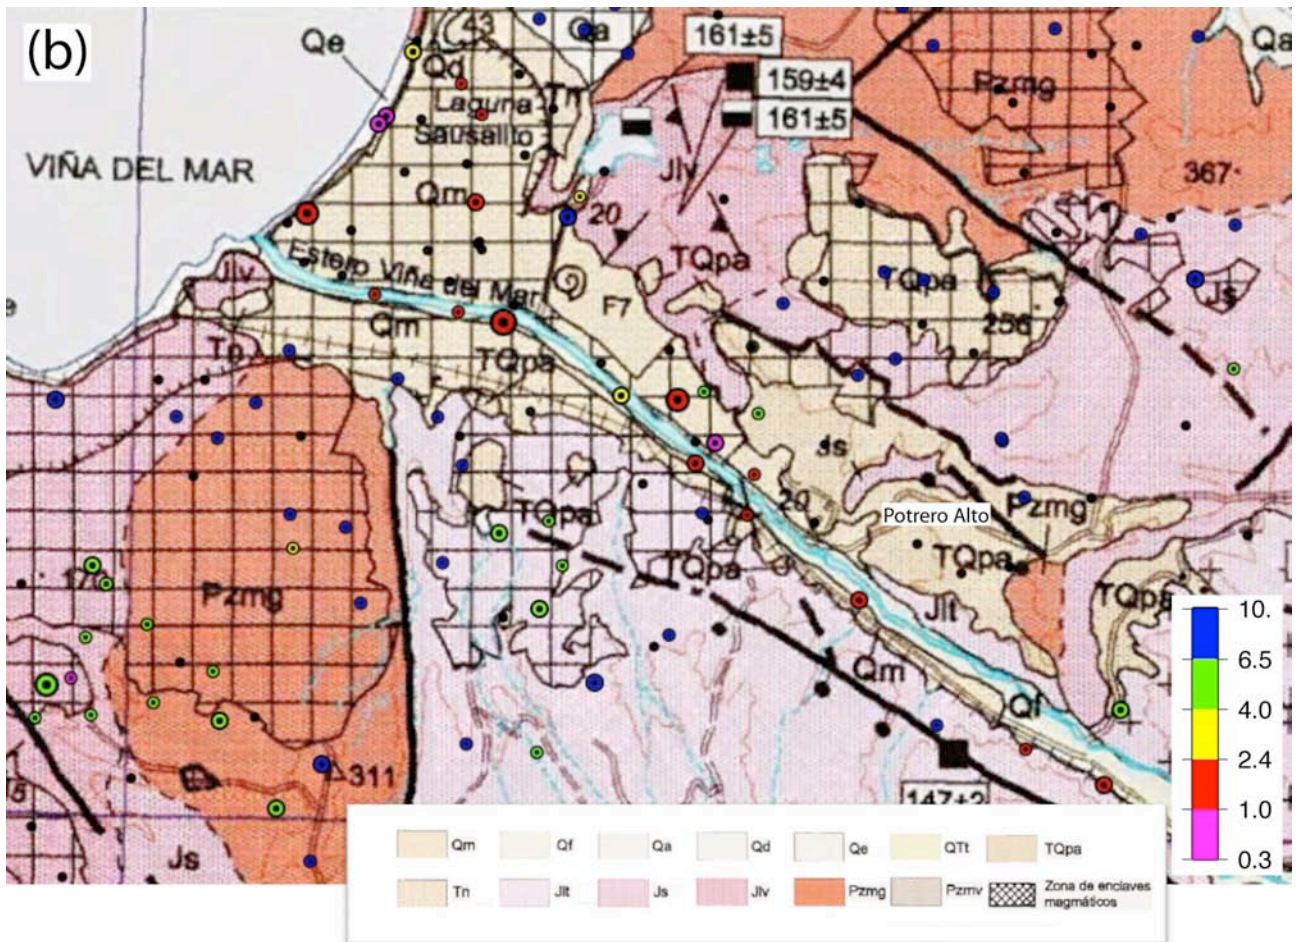 (b)
Qe
43
Qd
Qa
161±5
159±4
161±5
Qa
Tn
Laguna
Sausalito
Pzmg
VIÑA DEL MAR
Jlv
367
Qm
20
TQpa
TQpa
Js
Estero Viña del Mar
Jlv
F7
256
Qm
TQpa
Js
TQpa
20
Potrero Alto
Pzmg
TQpa
TQpa
TQpa
Pzmg
Jlt
Qm
Qf
311
Js
147±2
10.
6.5
4.0
2.4
1.0
0.3
Qm
Qf
Qa
Qd
Qe
QTt
TQpa
Tn
Jlt
Js
Jlv
Pzmg
Pzmv
Zona de enclaves
magmáticos